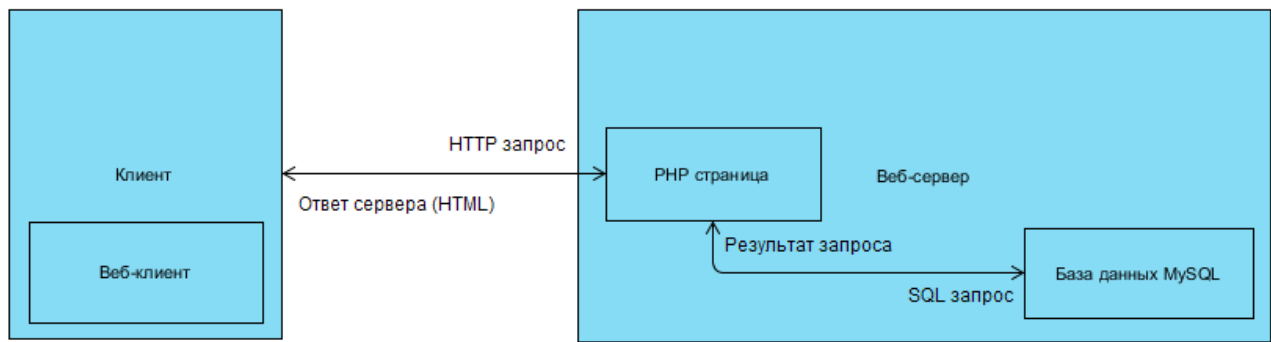 HTTP запрос
Клиент
PHP страница
Веб-сервер
Ответ сервера (HTML)
Результат запроса
Веб-клиент
База данных MySQL
SQL запрос